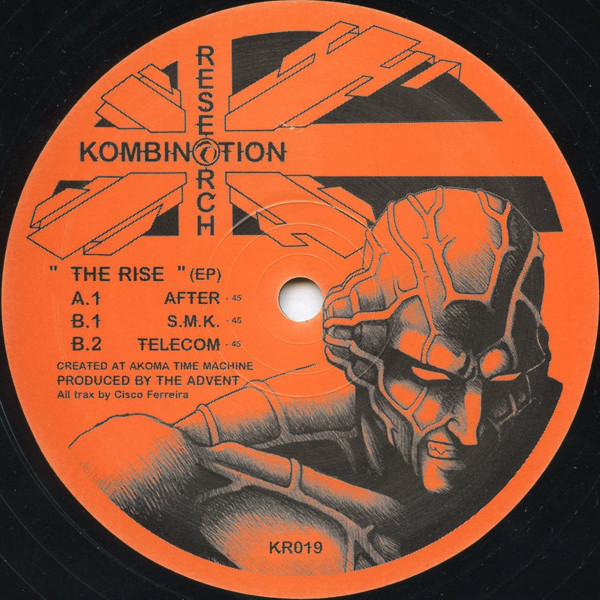 RESEARCH
KOMBINATION
" THE RISE " (EP)
A.1 AFTER - 45
B.1 S.M.K. - 45
B.2 TELECOM - 45
CREATED AT AKOMA TIME MACHINE
PRODUCED BY THE ADVENT
All trax by Cisco Ferreira
KR019